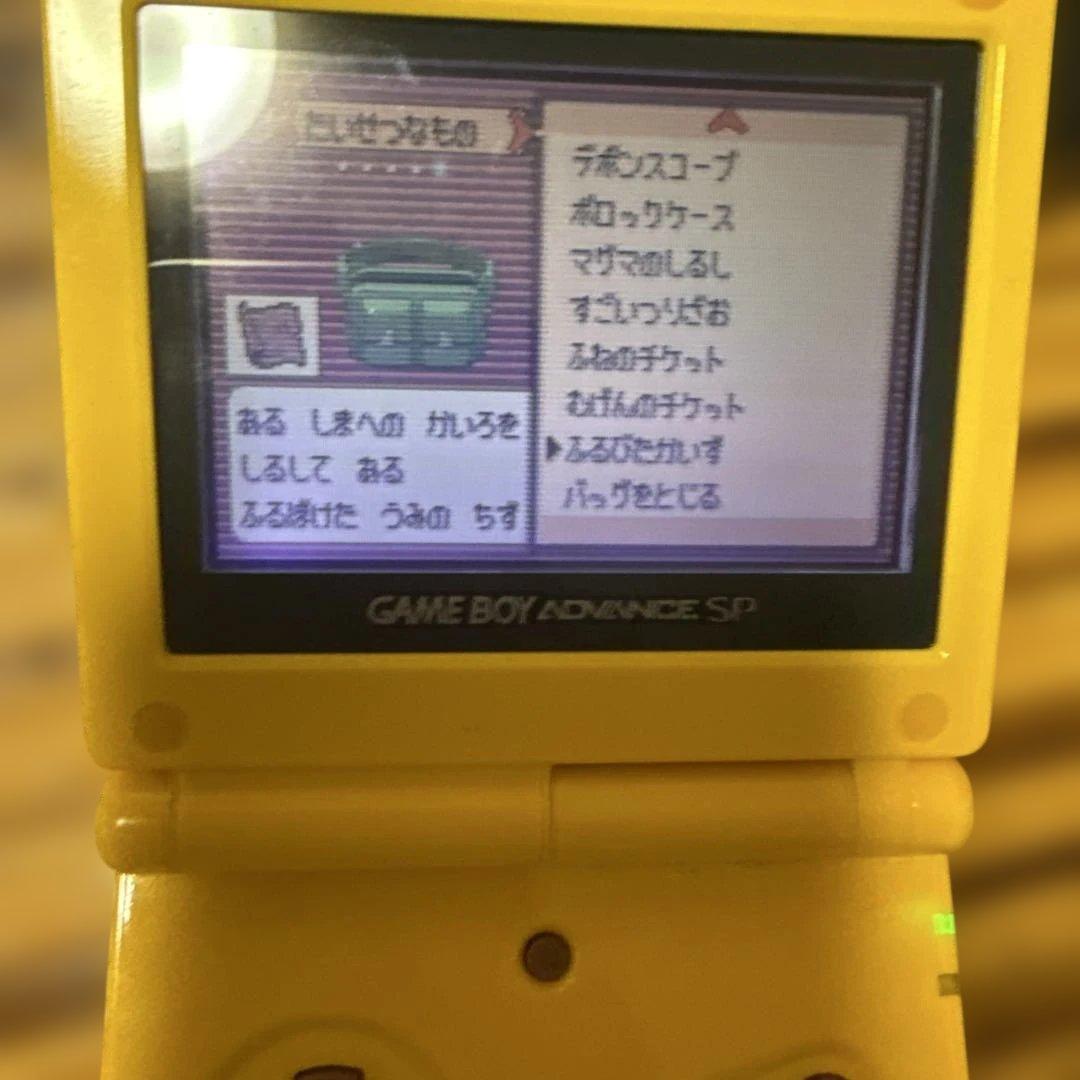 たいせつなもの
デボンスコープ
ポロックケース
マグマのしるし
すごいつりざお
ふねのチケット
むげんのチケット
ふるびたかいず
バッグをとじる
ある しまへの かいろを
しるして ある
ふるぼけた うみの ちず
GAME BOY ADVANCE SP